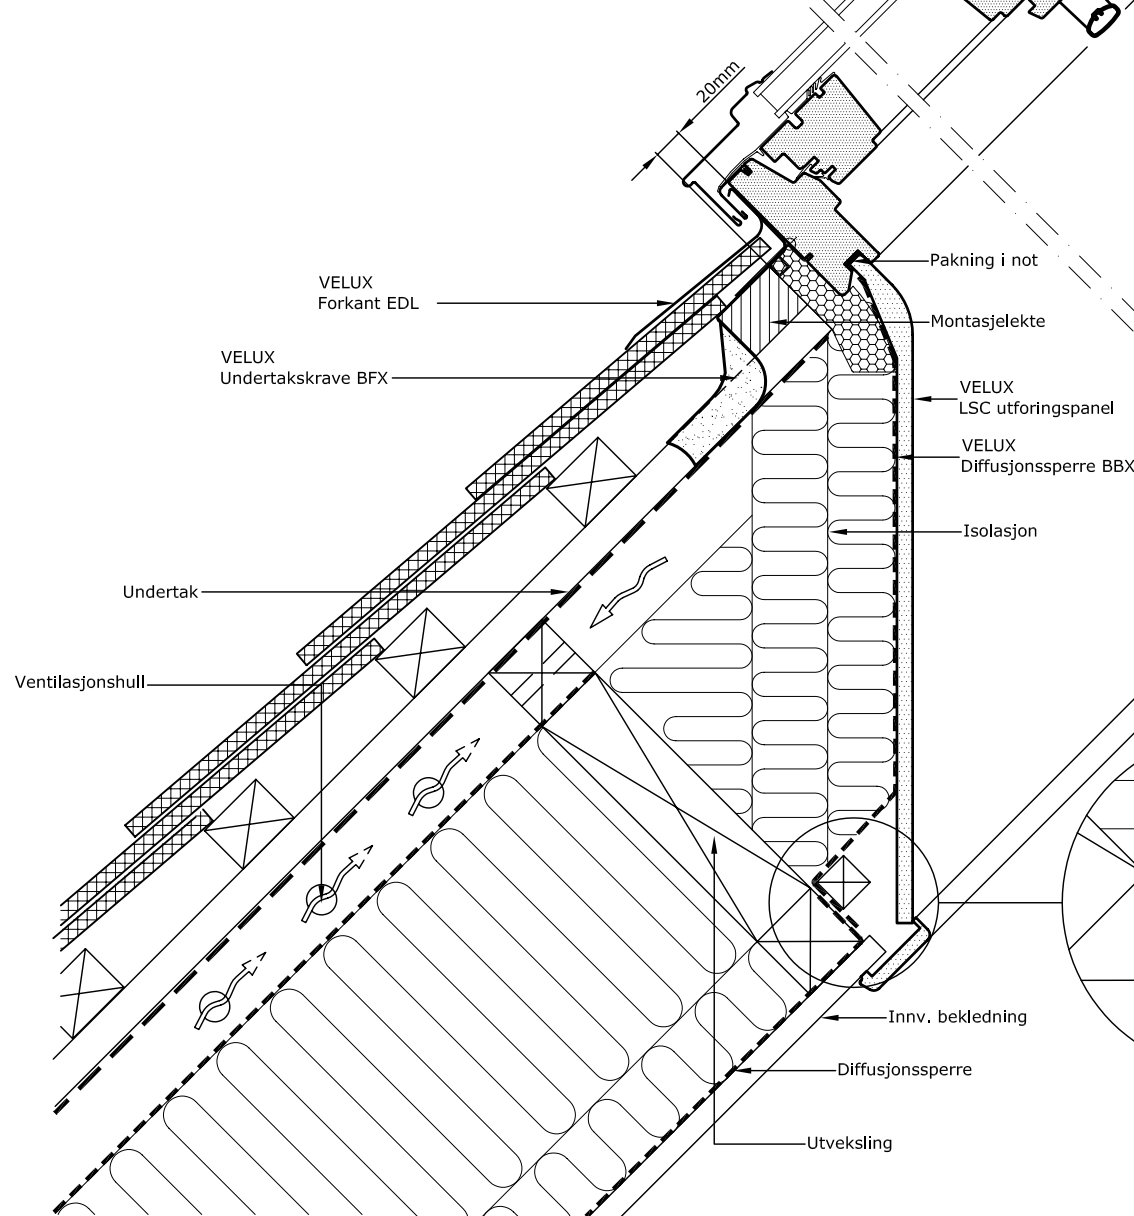 20mm
Pakning i not
VELUX
Forkant EDL
Montasjelekte
VELUX
Undertakskrave BFX
VELUX
LSC utforingspanel
VELUX
Diffusjonssperre BBX
Isolasjon
Undertak
Ventilasjonshull
Innv. bekledning
Diffusjonssperre
Utveksling